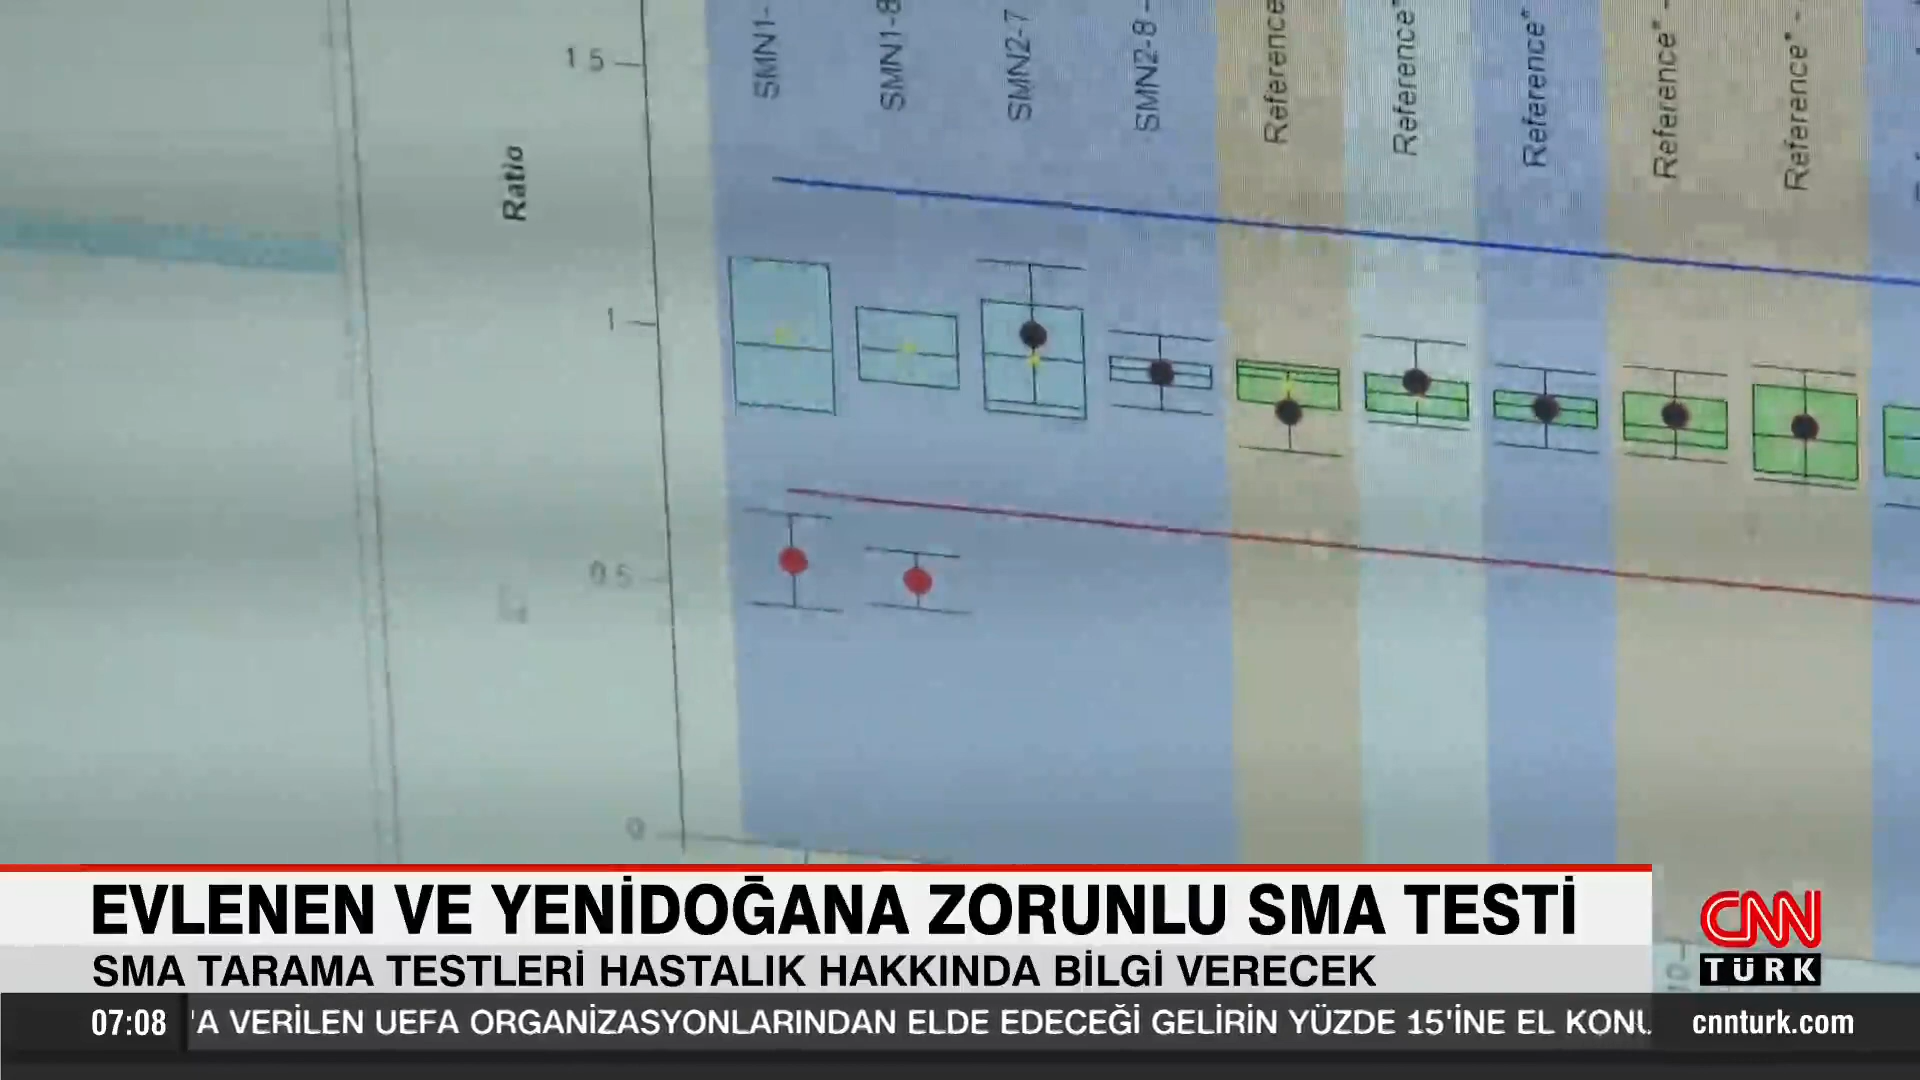 1.5
SMN1-
SMN1-8
SMN2-7
SMN2-8 -
Reference
Reference*
Reference*
Reference* -
Reference* -
Ratio
1
0.5
0
EVLENEN VE YENİDOĞANA ZORUNLU SMA TESTİ
SMA TARAMA TESTLERİ HASTALIK HAKKINDA BİLGİ VERECEK
CNN
TÜRK
07:08 'A VERİLEN UEFA ORGANİZASYONLARINDAN ELDE EDECEĞİ GELİRİN YÜZDE 15'İNE EL KONU
cnnturk.com